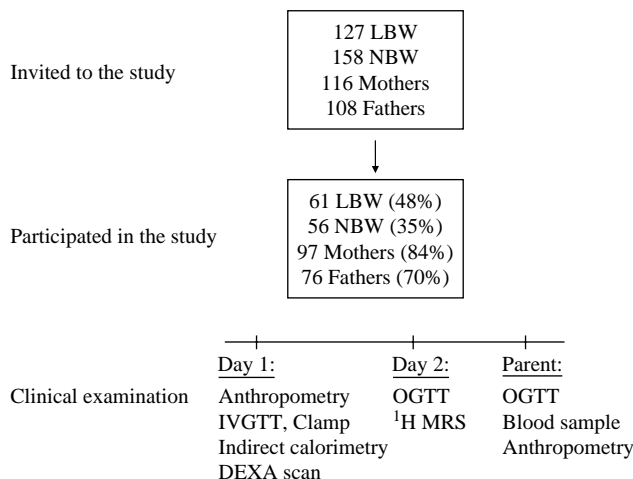 Invited to the study
127 LBW
158 NBW
116 Mothers
108 Fathers
Participated in the study
61 LBW (48%)
56 NBW (35%)
97 Mothers (84%)
76 Fathers (70%)
Clinical examination
Day 1:
Anthropometry
IVGTT, Clamp
Indirect calorimetry
DEXA scan
Day 2:
OGTT
¹H MRS
Parent:
OGTT
Blood sample
Anthropometry